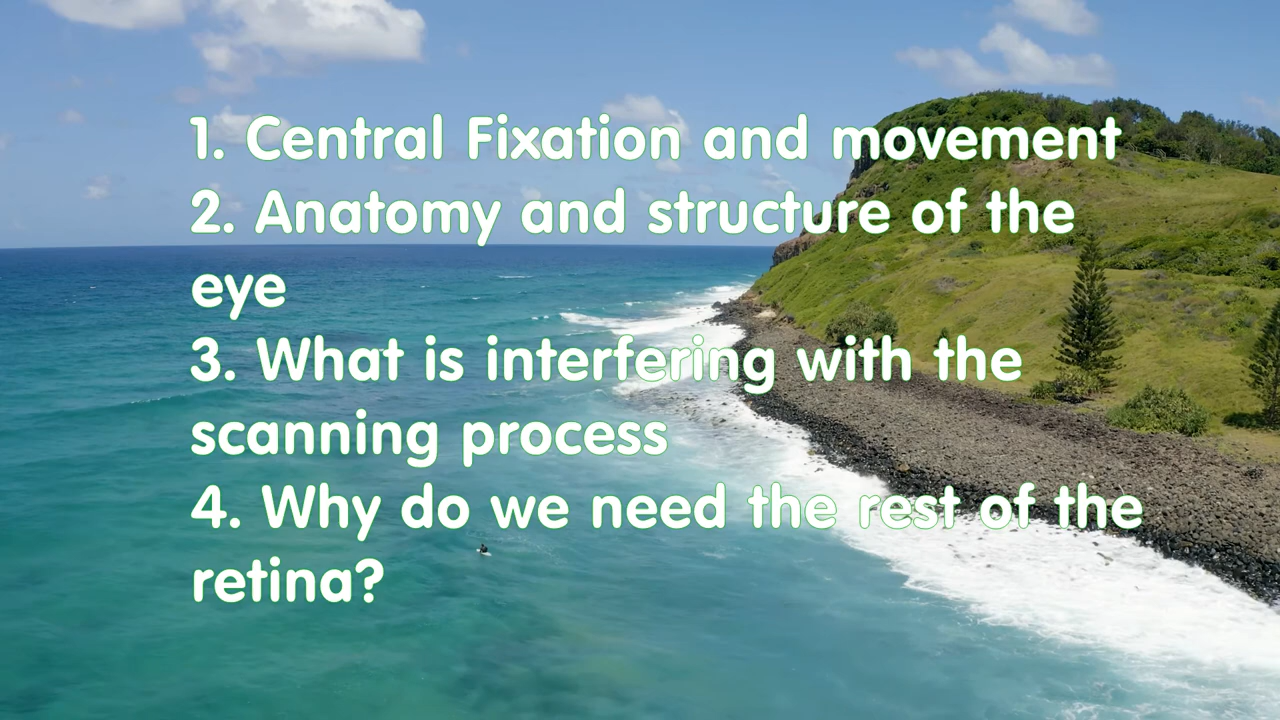 1. Central Fixation and movement
2. Anatomy and structure of the
eye
3. What is interfering with the
scanning process
4. Why do we need the rest of the
retina?